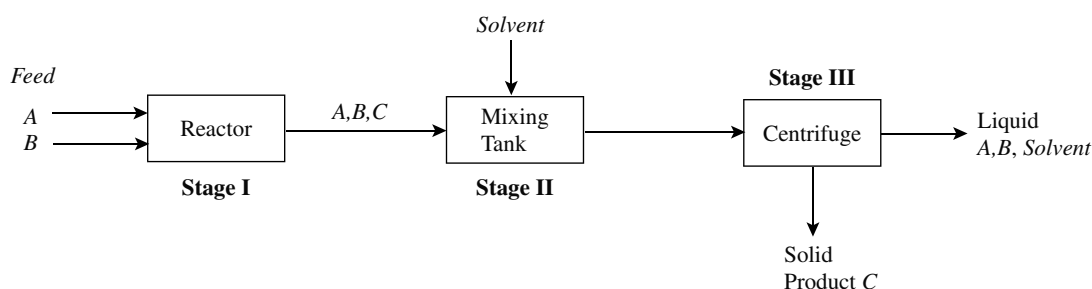 Solvent
Stage III
Feed
A
B
Reactor
A,B,C
Mixing
Tank
Centrifuge
Liquid
A,B, Solvent
Stage I
Stage II
Solid
Product C